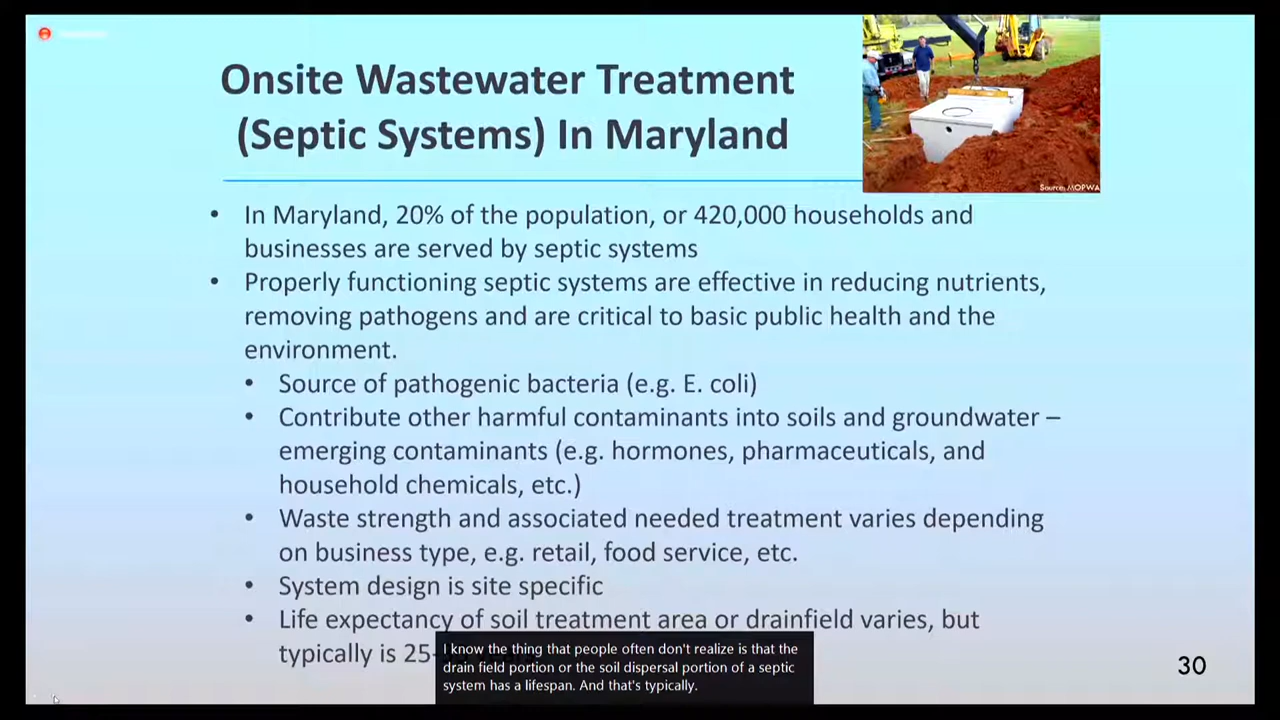 Onsite Wastewater Treatment
(Septic Systems) In Maryland
Source: MOPWA
• In Maryland, 20% of the population, or 420,000 households and
businesses are served by septic systems
• Properly functioning septic systems are effective in reducing nutrients,
removing pathogens and are critical to basic public health and the
environment.
• Source of pathogenic bacteria (e.g. E. coli)
• Contribute other harmful contaminants into soils and groundwater –
emerging contaminants (e.g. hormones, pharmaceuticals, and
household chemicals, etc.)
• Waste strength and associated needed treatment varies depending
on business type, e.g. retail, food service, etc.
• System design is site specific
• Life expectancy of soil treatment area or drainfield varies, but
typically is 25-
I know the thing that people often don't realize is that the
drain field portion or the soil dispersal portion of a septic
system has a lifespan. And that's typically.
30